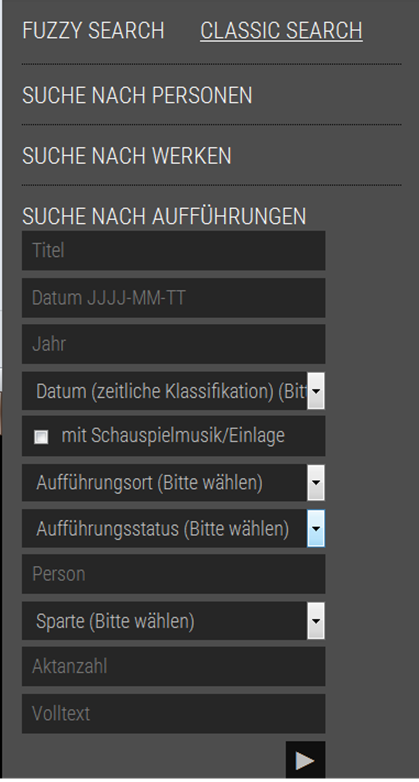 FUZZY SEARCH CLASSIC SEARCH
SUCHE NACH PERSONEN
SUCHE NACH WERKEN
SUCHE NACH AUFFÜHRUNGEN
Titel
Datum JJJJ-MM-TT
Jahr
Datum (zeitliche Klassifikation) (Bit
mit Schauspielmusik/Einlage
Aufführungsort (Bitte wählen)
Aufführungsstatus (Bitte wählen)
Person
Sparte (Bitte wählen)
Aktanzahl
Volltext